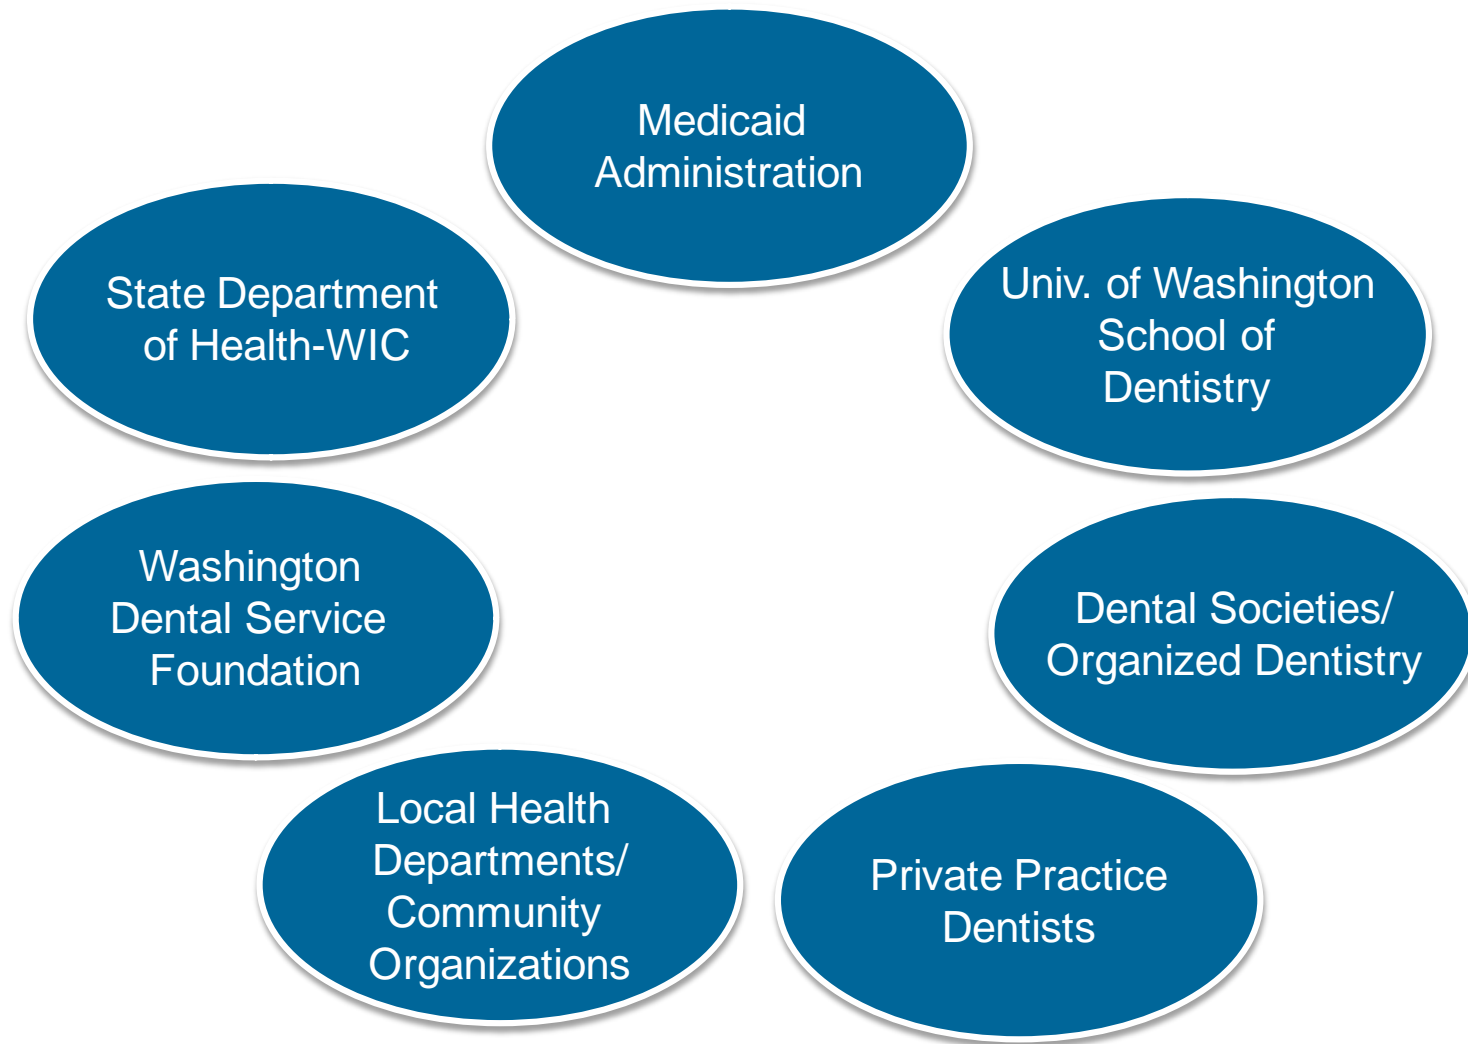 Medicaid
Administration
State Department
of Health-WIC
Univ. of Washington
School of
Dentistry
Washington
Dental Service
Foundation
Dental Societies/
Organized Dentistry
Local Health
Departments/
Community
Organizations
Private Practice
Dentists